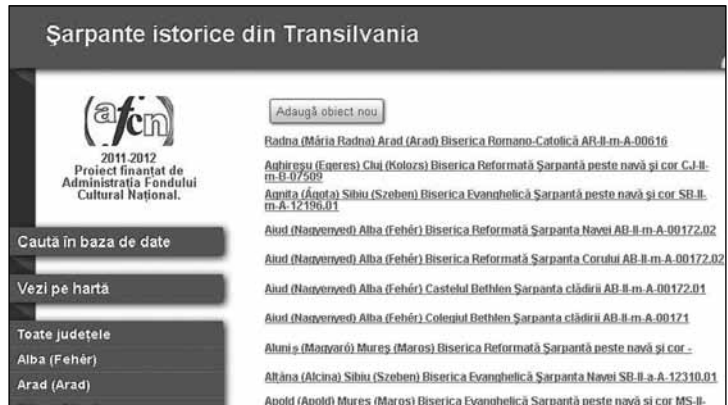 Şarpante istorice din Transilvania
(afcn)
2011-2012
Proiect finanţat de
Administraţia Fondului
Cultural Naţional.
Caută în baza de date
Vezi pe hartă
Toate judeţele
Alba (Fehér)
Arad (Arad)
Adaugă obiect nou
Radna (Mária Radna) Arad (Arad) Biserica Romano-Catolică AR-II-m-A-00616
Aghireşu (Egeres) Cluj (Kolozs) Biserica Reformată Şarpantă peste navă şi cor CJ-II-
m-B-07509
Agnita (Ágota) Sibiu (Szeben) Biserica Evanghelică Şarpantă peste navă şi cor SB-II-
m-A-12196.01
Aiud (Nagyenyed) Alba (Fehér) Biserica Reformată Şarpanta Navei AB-II-m-A-00172.02
Aiud (Nagyenyed) Alba (Fehér) Biserica Reformată Şarpanta Corului AB-II-m-A-00172.02
Aiud (Nagyenyed) Alba (Fehér) Castelul Bethlen Şarpanta clădirii AB-II-m-A-00172.01
Aiud (Nagyenyed) Alba (Fehér) Colegiul Bethlen Şarpanta clădirii AB-II-m-A-00171
Aluniş (Magyaró) Mureş (Maros) Biserica Reformată Şarpantă peste navă şi cor -
Alţâna (Alcina) Sibiu (Szeben) Biserica Evanghelică Şarpanta Navei SB-II-a-A-12310.01
Apold (Apold) Mureş (Maros) Biserica Evanghelică Şarpantă peste navă şi cor MS-II-